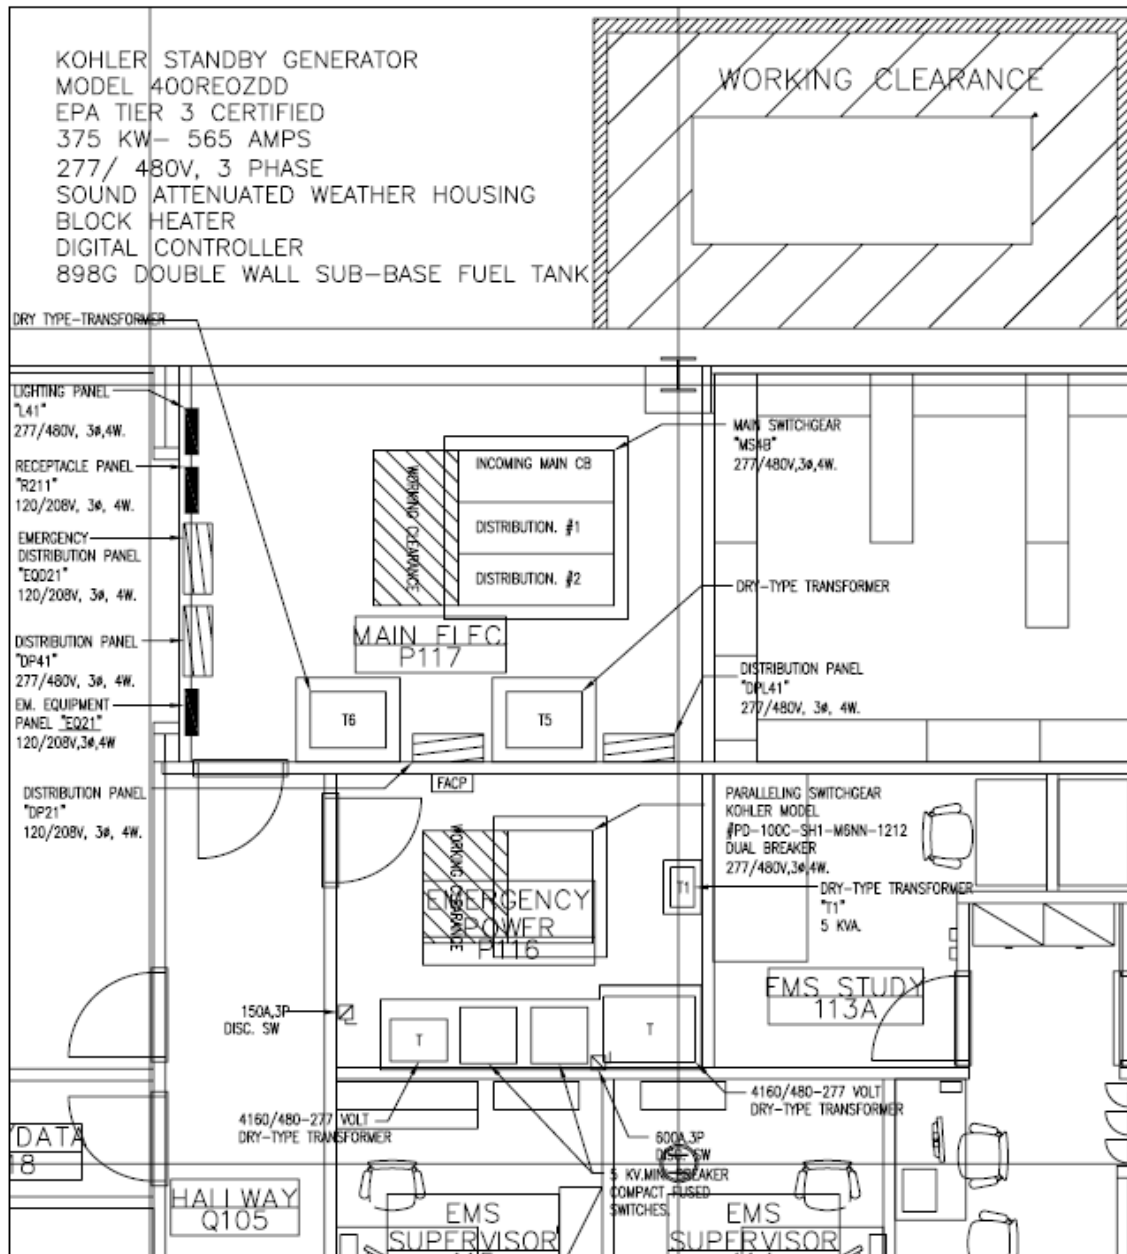 KOHLER STANDBY GENERATOR
MODEL 400REOZDD
EPA TIER 3 CERTIFIED
375 KW- 565 AMPS
277/ 480V, 3 PHASE
SOUND ATTENUATED WEATHER HOUSING
BLOCK HEATER
DIGITAL CONTROLLER
898G DOUBLE WALL SUB-BASE FUEL TANK
WORKING CLEARANCE
DRY TYPE-TRANSFORMER
LIGHTING PANEL
"L41"
277/480V, 3ø,4W.
RECEPTACLE PANEL
"R211"
120/208V, 3ø, 4W.
EMERGENCY
DISTRIBUTION PANEL
"EQD21"
120/208V, 3ø, 4W.
DISTRIBUTION PANEL
"DP41"
277/480V, 3ø, 4W.
EM. EQUIPMENT
PANEL "EQ21"
120/208V,3ø,4W
DISTRIBUTION PANEL
"DP21"
120/208V, 3ø, 4W.
WORKING CLEARANCE
INCOMING MAIN CB
DISTRIBUTION. #1
DISTRIBUTION. #2
MAIN SWITCHGEAR
"MS4B"
277/480V,3ø,4W.
DRY-TYPE TRANSFORMER
MAIN ELEC
P117
DISTRIBUTION PANEL
"DPL41"
277/480V, 3ø, 4W.
T6
T5
FACP
PARALLELING SWITCHGEAR
KOHLER MODEL
#PD-100C-SH1-M6NN-1212
DUAL BREAKER
277/480V,3ø,4W.
WORKING CLEARANCE
EMERGENCY
POWER
P116
T1
DRY-TYPE TRANSFORMER
"T1"
5 KVA.
EMS STUDY
113A
150A,3P
DISC. SW
T
T
4160/480-277 VOLT
DRY-TYPE TRANSFORMER
4160/480-277 VOLT
DRY-TYPE TRANSFORMER
600A,3P
DISC. SW
5 KV.MINI-BREAKER
COMPACT FUSED
SWITCHES.
/DATA
18
HALLWAY
Q105
EMS
SUPERVISOR
EMS
SUPERVISOR